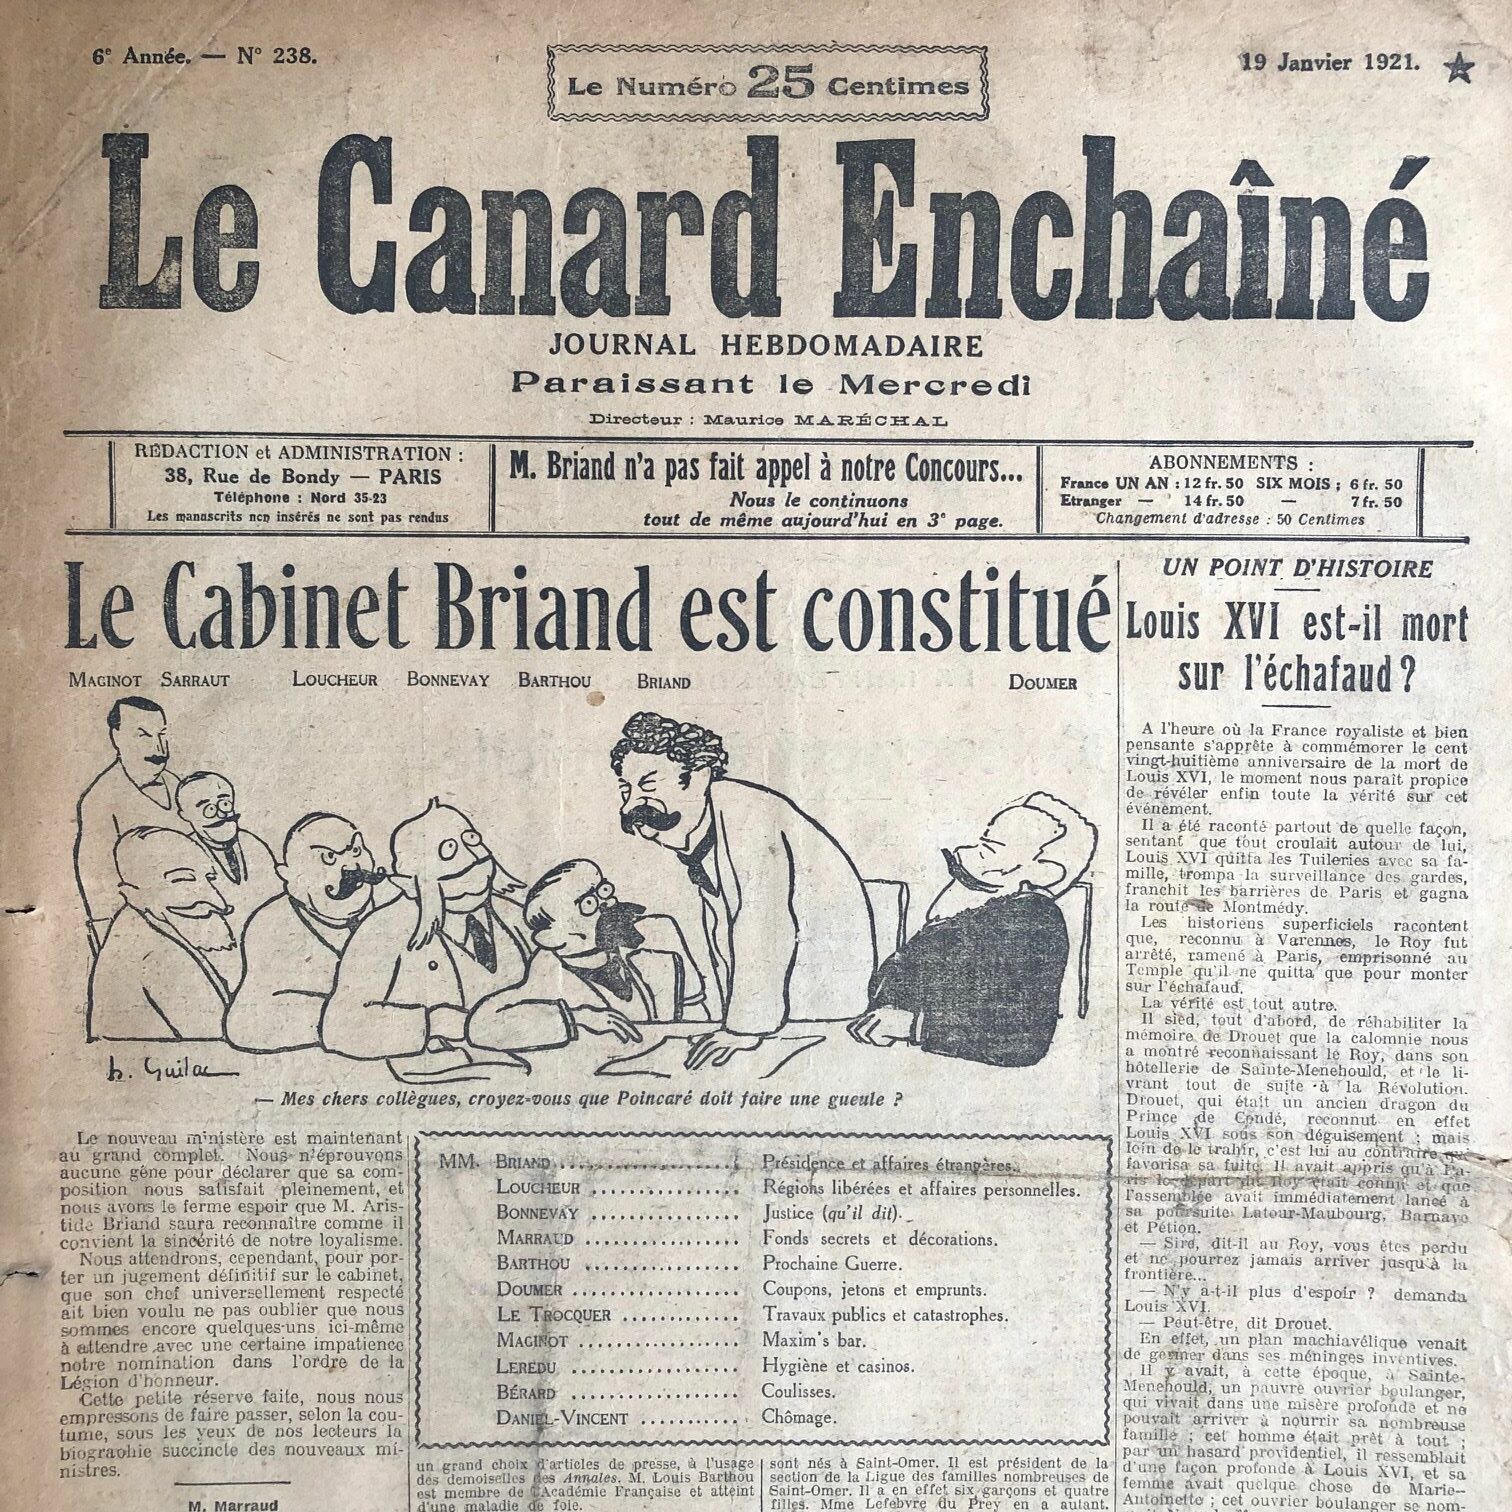 6e Année. — No 238.
Le Numéro 25 Centimes
19 Janvier 1921.
Le Canard Enchaîné
JOURNAL HEBDOMADAIRE
Paraissant le Mercredi
Directeur : Maurice MARÉCHAL
RÉDACTION et ADMINISTRATION :
38, Rue de Bondy — PARIS
Téléphone : Nord 35-23
Les manuscrits non insérés ne sont pas rendus
M. Briand n'a pas fait appel à notre Concours...
Nous le continuons
tout de même aujourd'hui en 3e page.
ABONNEMENTS :
France UN AN : 12 fr. 50 SIX MOIS ; 6 fr. 50
Etranger — 14 fr. 50 — 7 fr. 50
Changement d'adresse : 50 Centimes
Le Cabinet Briand est constitué
MAGINOT SARRAUT LOUCHEUR BONNEVAY BARTHOU BRIAND DOUMER
h. Guilac
— Mes chers collègues, croyez-vous que Poincaré doit faire une gueule ?
Le nouveau ministère est maintenant
au grand complet. Nous n'éprouvons
aucune gêne pour déclarer que sa com-
position nous satisfait pleinement, et
nous avons le ferme espoir que M. Aris-
tide Briand saura reconnaître comme il
convient la sincérité de notre loyalisme.
Nous attendrons, cependant, pour por-
ter un jugement définitif sur le cabinet,
que son chef universellement respecté
ait bien voulu ne pas oublier que nous
sommes encore quelques-uns ici-même
à attendre avec une certaine impatience
notre nomination dans l'ordre de la
Légion d'honneur.
Cette petite réserve faite, nous nous
empressons de faire passer, selon la cou-
tume, sous les yeux de nos lecteurs la
biographie succincte des nouveaux mi-
nistres.
M. Marraud
MM. BRIAND.................. Présidence et affaires étrangères.
LOUCHEUR ................ Régions libérées et affaires personnelles.
BONNEVAY ................ Justice (qu'il dit).
MARRAUD ................ Fonds secrets et décorations.
BARTHOU ................ Prochaine Guerre.
DOUMER ................ Coupons, jetons et emprunts.
LE TROCQUER ............ Travaux publics et catastrophes.
MAGINOT ................ Maxim's bar.
LEREDU ................ Hygiène et casinos.
BÉRARD ................ Coulisses.
DANIEL-VINCENT .......... Chômage.
un grand choix d'articles de presse, à l'usage
des demoiselles des Annales. M. Louis Barthou
est membre de l'Académie Française et atteint
d'une maladie de foie.
sont nés à Saint-Omer. Il est président de la
section de la Ligue des familles nombreuses de
Saint-Omer. Il a en effet six garçons et quatre
filles. Mme Lefebvre du Prey en a autant.
UN POINT D'HISTOIRE
Louis XVI est-il mort
sur l'échafaud ?
A l'heure où la France royaliste et bien
pensante s'apprête à commémorer le cent
vingt-huitième anniversaire de la mort de
Louis XVI, le moment nous paraît propice
de révéler enfin toute la vérité sur cet
événement.
Il a été raconté partout de quelle façon,
sentant que tout croulait autour de lui,
Louis XVI quitta les Tuileries avec sa fa-
mille, trompa la surveillance des gardes,
franchit les barrières de Paris et gagna
la route de Montmédy.
Les historiens superficiels racontent
que, reconnu à Varennes, le Roy fut
arrêté, ramené à Paris, emprisonné au
Temple qu'il ne quitta que pour monter
sur l'échafaud.
La vérité est tout autre.
Il sied, tout d'abord, de réhabiliter la
mémoire de Drouet que la calomnie nous
a montré reconnaissant le Roy, dans son
hôtellerie de Sainte-Menehould, et le li-
vrant tout de suite à la Révolution.
Drouet, qui était un ancien dragon du
Prince de Condé, reconnut en effet
Louis XVI sous son déguisement ; mais
loin de le trahir, c'est lui au contraire qui
favorisa sa fuite. Il avait appris qu'à Pa-
ris le départ du Roy était connu et que
l'assemblée avait immédiatement lancé à
sa poursuite Latour-Maubourg, Barnave
et Pétion.
— Sire, dit-il au Roy, vous êtes perdu
et ne pourrez jamais arriver jusqu'à la
frontière...
— N'y a-t-il plus d'espoir ? demanda
Louis XVI.
— Peut-être, dit Drouet.
En effet, un plan machiavélique venait
de germer dans ses méninges inventives.
Il y avait, à cette époque, à Sainte-
Menehould, un pauvre ouvrier boulanger,
qui vivait dans une misère profonde et ne
pouvait arriver à nourrir sa nombreuse
famille ; cet homme était prêt à tout ;
par un hasard providentiel, il ressemblait
d'une façon profonde à Louis XVI, et sa
femme avait quelque chose de Marie-
Antoinette ; cet ouvrier boulanger se nom-